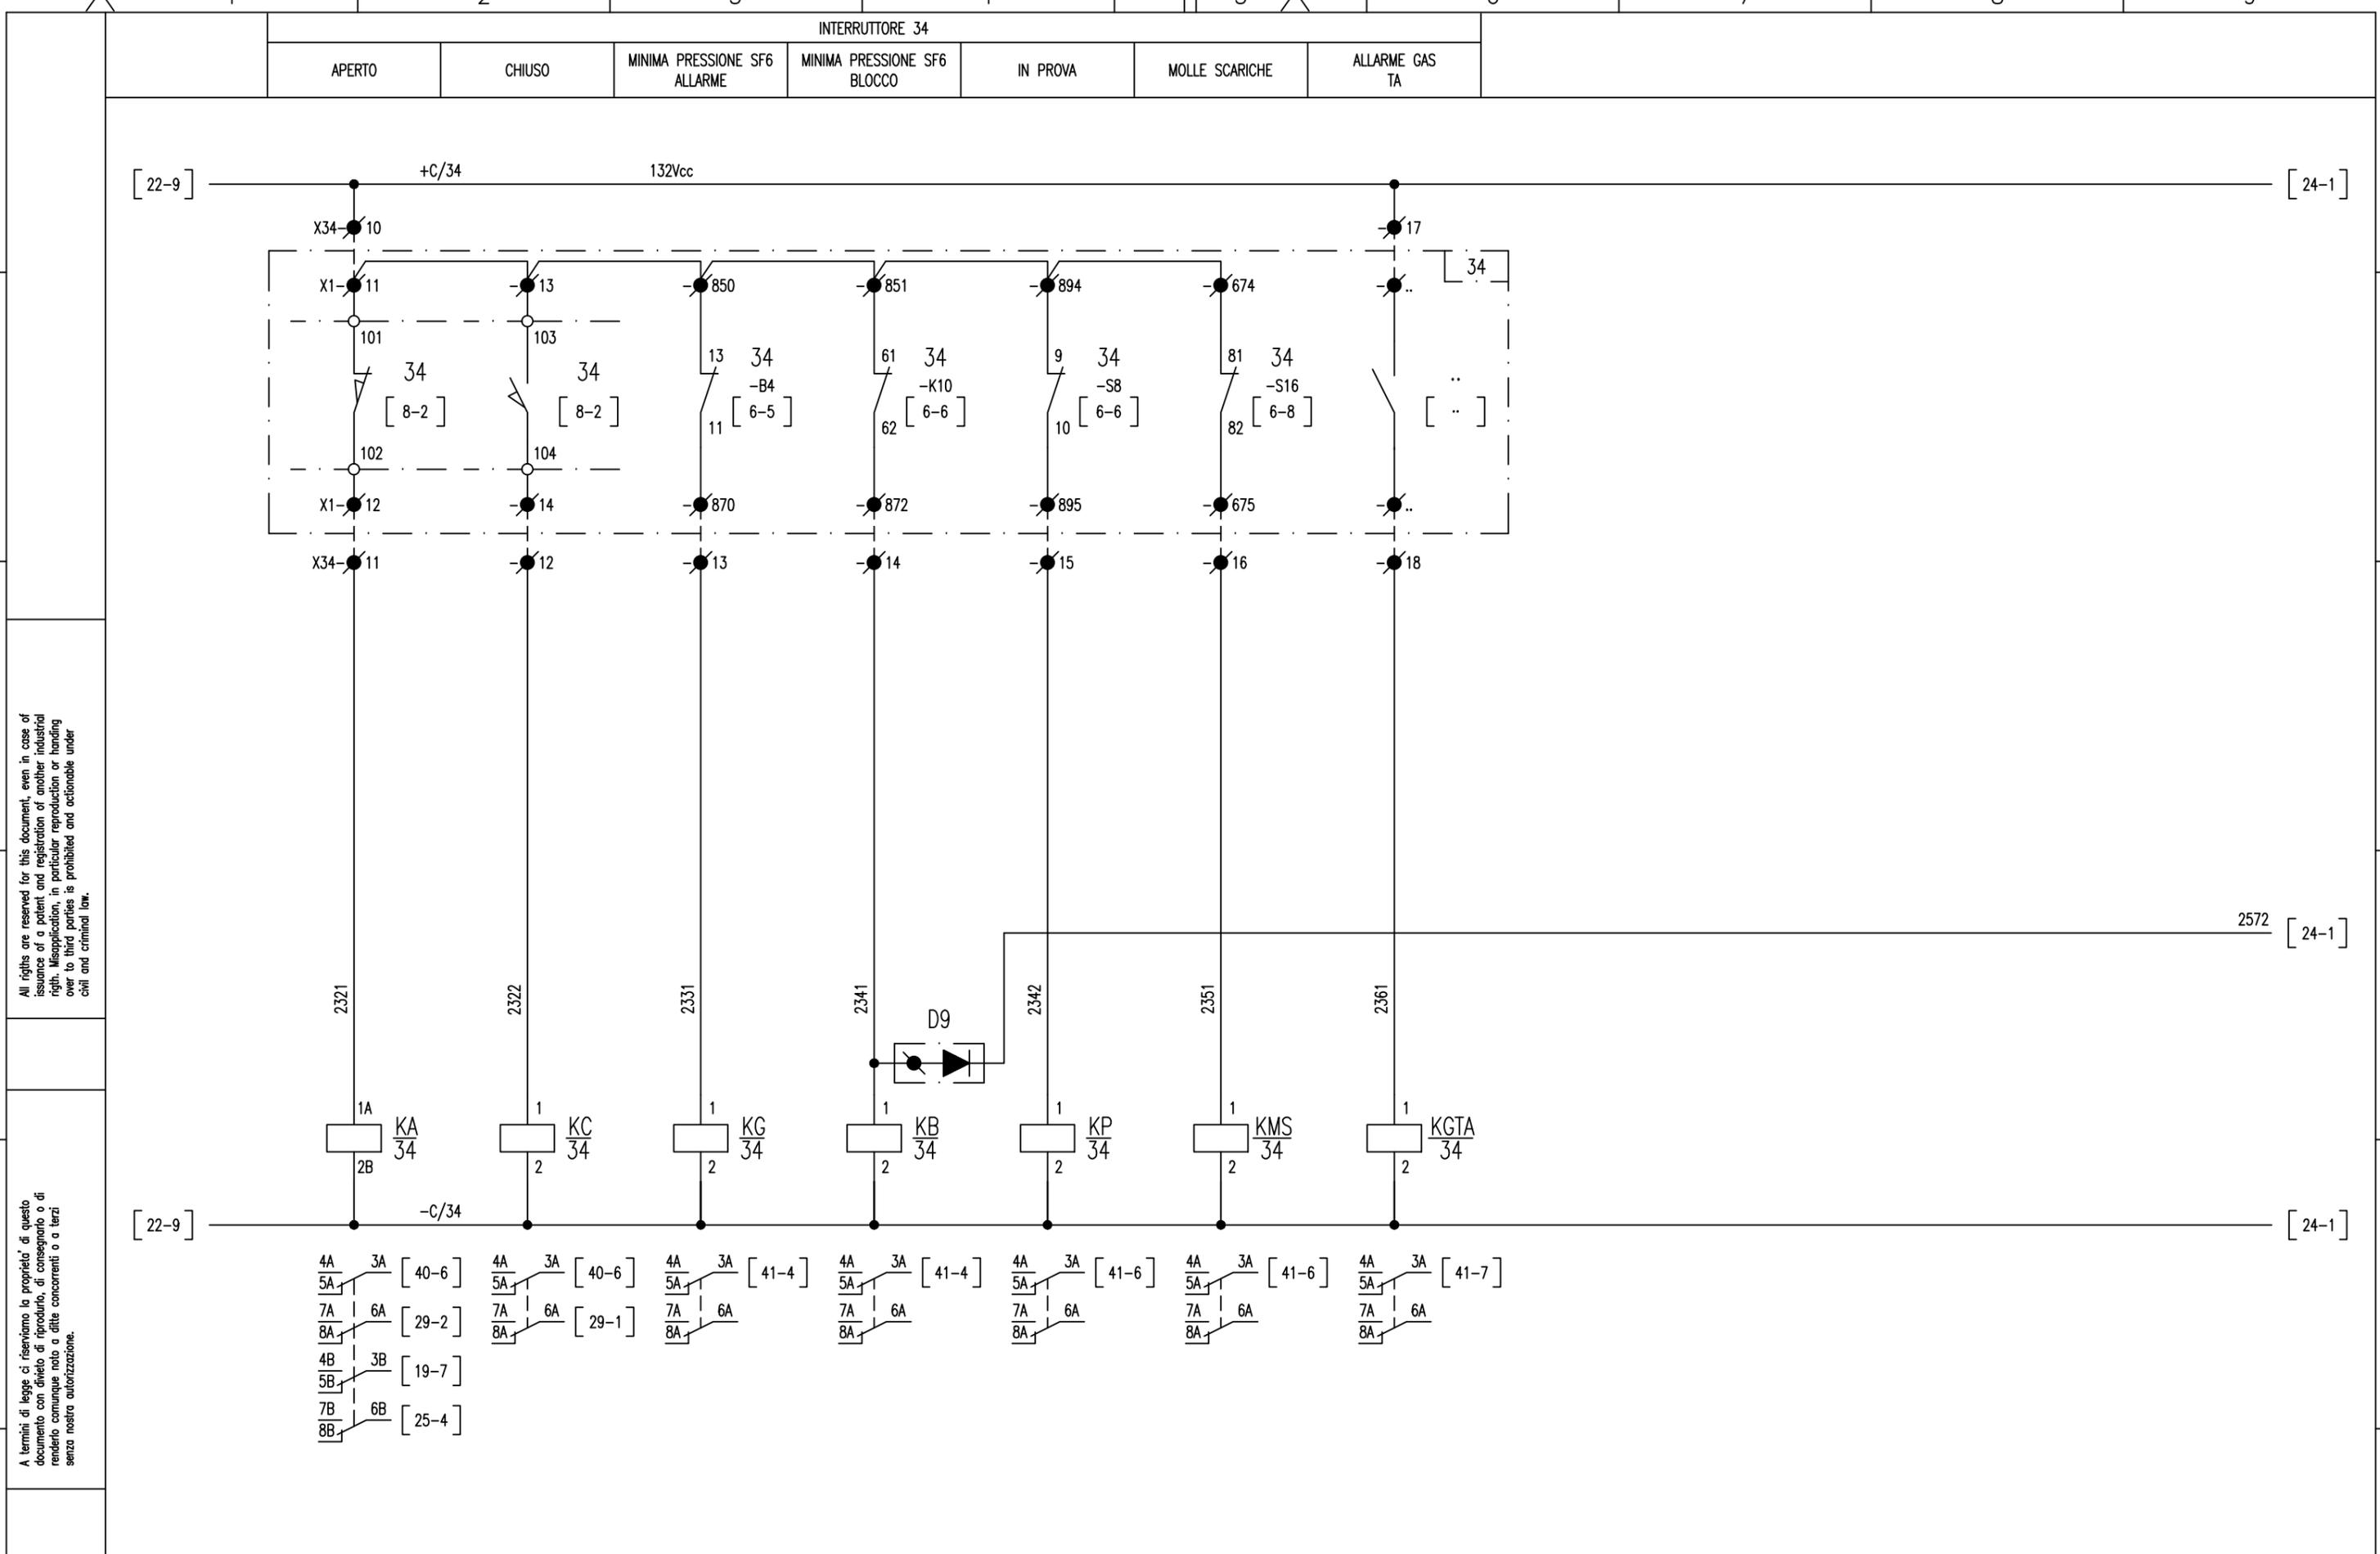 INTERRUTTORE 34
APERTO
CHIUSO
MINIMA PRESSIONE SF6
ALLARME
MINIMA PRESSIONE SF6
BLOCCO
IN PROVA
MOLLE SCARICHE
ALLARME GAS
TA
22-9
+C/34
132Vcc
24-1
X34-
10
-
17
34
X1-
11
-
13
-
850
-
851
-
894
-
674
-
..
101
103
34
8-2
34
8-2
13
34
-B4
6-5
11
61
34
-K10
6-6
62
9
34
-S8
6-6
10
81
34
-S16
6-8
82
..
..
102
104
X1-
12
-
14
-
870
-
872
-
895
-
675
-
..
X34-
11
-
12
-
13
-
14
-
15
-
16
-
18
2572
24-1
2321
2322
2331
2341
2342
2351
2361
D9
1A
KA
34
2B
1
KC
34
2
1
KG
34
2
1
KB
34
2
1
KP
34
2
1
KMS
34
2
1
KGTA
34
2
22-9
-C/34
24-1
4A 3A
5A
40-6
7A 6A
8A
29-2
4B 3B
5B
19-7
7B 6B
8B
25-4
4A 3A
5A
40-6
7A 6A
8A
29-1
4A 3A
5A
41-4
7A 6A
8A
4A 3A
5A
41-4
7A 6A
8A
4A 3A
5A
41-6
7A 6A
8A
4A 3A
5A
41-6
7A 6A
8A
4A 3A
5A
41-7
7A 6A
8A
All rigths are reserved for this document, even in case of
issuance of a patent and registration of another industrial
rigth. Misapplication, in particular reproduction or handing
over to third parties is prohibited and actionable under
civil and criminal law.
A termini di legge ci riserviamo la proprieta' di questo
documento con divieto di riprodurlo, di consegnarlo o di
renderlo comunque noto a ditte concorrenti o a terzi
senza nostra autorizzazione.